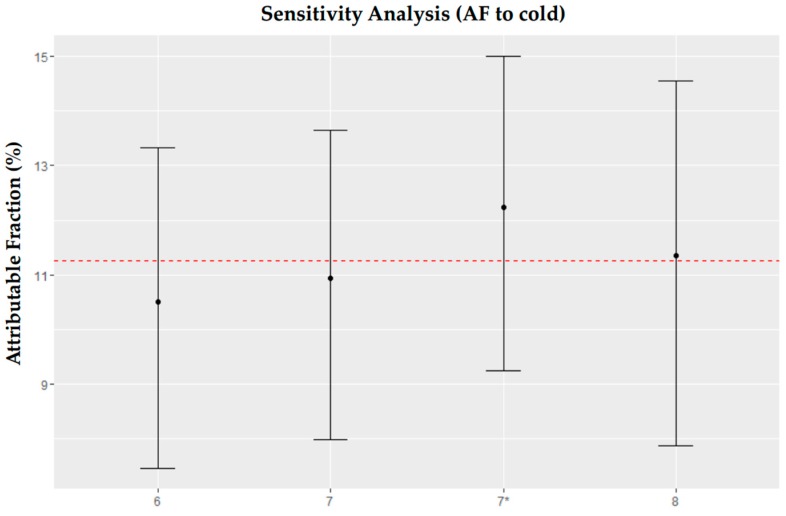 Sensitivity Analysis (AF to cold)
Attributable Fraction (%)
15
13
11
9
6 7 7* 8